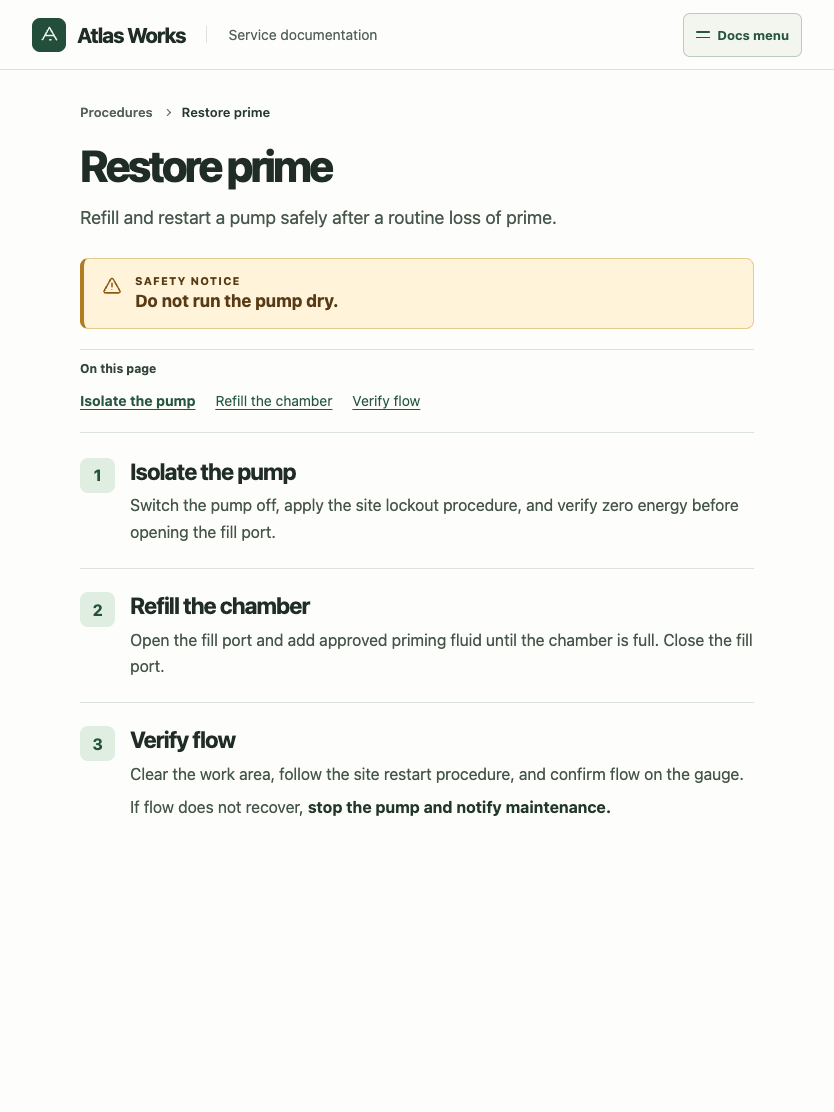 Atlas Works
Service documentation
Docs menu
Procedures > Restore prime
Restore prime
Refill and restart a pump safely after a routine loss of prime.
SAFETY NOTICE
Do not run the pump dry.
On this page
Isolate the pump Refill the chamber Verify flow
1 Isolate the pump
Switch the pump off, apply the site lockout procedure, and verify zero energy before
opening the fill port.
2 Refill the chamber
Open the fill port and add approved priming fluid until the chamber is full. Close the fill
port.
3 Verify flow
Clear the work area, follow the site restart procedure, and confirm flow on the gauge.
If flow does not recover, stop the pump and notify maintenance.